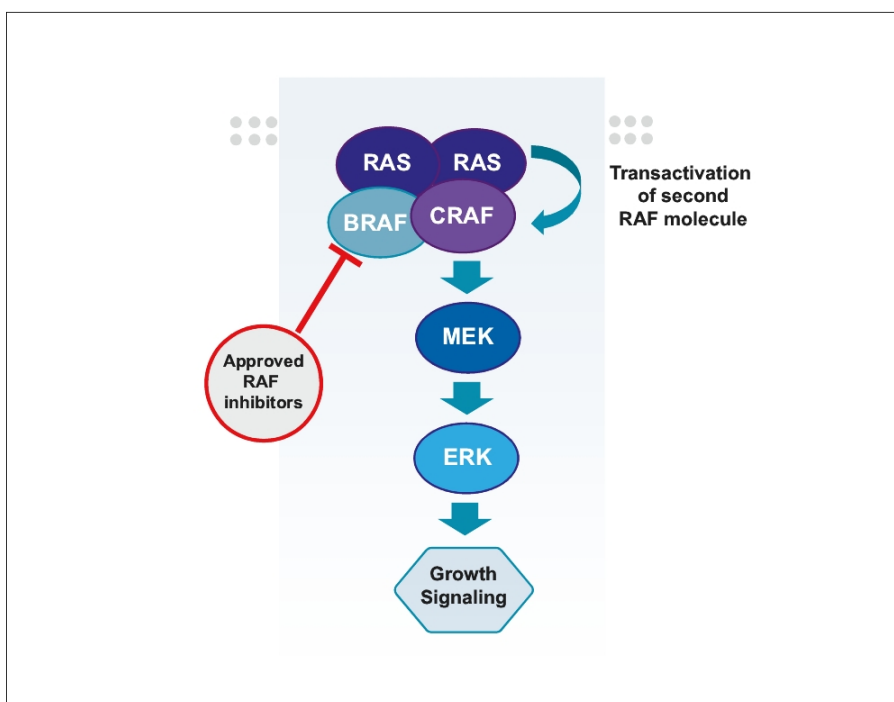 RAS RAS
BRAF CRAF
Transactivation
of second
RAF molecule
MEK
Approved
RAF
inhibitors
ERK
Growth
Signaling